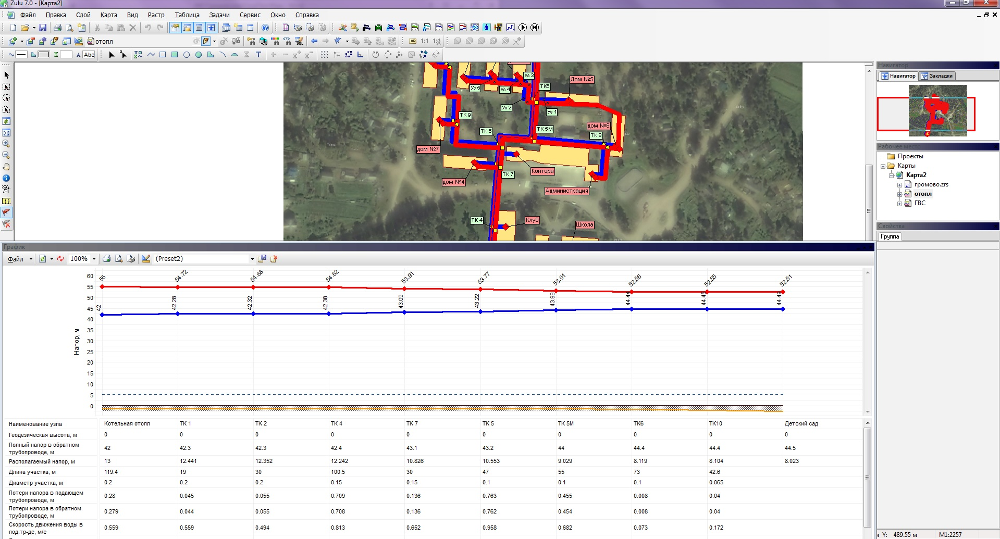 Zulu 7.0 - [Карта2]
Файл Правка Слой Карта Вид Растр Таблица Задачи Сервис Окно Справка
отопл SQL AБ 1:1 1:1
A Abc T
Уз 3
Дом №5
Уз 5 Уз 4 ТК6
Уз 2 Уз 1
ТК 9
ТК 5 ТК 5М дом №6
ТК 8
дом №7
Контора
ТК 7
дом №4
Администрация
ТК 4 Клуб
Школа
Навигатор
Навигатор Закладки
Рабочее место
Проекты
Карты
Карта2
громово.zrs
отопл
ГВС
Свойства
Группа
График
Файл 100% (Preset2)
Напор, м
60
55
50
45
40
35
30
25
20
15
10
5
0
55 54.72 54.68 54.62 53.91 53.77 53.01 52.56 52.55 52.51
42 42.28 42.32 42.38 43.09 43.22 43.98 44.44 44.45 44.49
Наименование узла Котельная отопл ТК 1 ТК 2 ТК 4 ТК 7 ТК 5 ТК 5М ТК6 ТК10 Детский сад
Геодезическая высота, м 0 0 0 0 0 0 0 0 0 0
Полный напор в обратном
трубопроводе, м 42 42.3 42.3 42.4 43.1 43.2 44 44.4 44.4 44.5
Располагаемый напор, м 13 12.441 12.352 12.242 10.826 10.553 9.029 8.119 8.104 8.023
Длина участка, м 119.4 19 30 100.5 30 47 55 73 42.6
Диаметр участка, м 0.2 0.2 0.2 0.15 0.15 0.1 0.1 0.1 0.065
Потери напора в подающем
трубопроводе, м 0.28 0.045 0.055 0.709 0.136 0.763 0.455 0.008 0.04
Потери напора в обратном
трубопроводе, м 0.279 0.044 0.055 0.708 0.136 0.762 0.454 0.008 0.04
Скорость движения воды в
под.тр-де, м/с 0.559 0.559 0.494 0.813 0.652 0.958 0.682 0.073 0.172
м Y: 489.55 м М1:2257